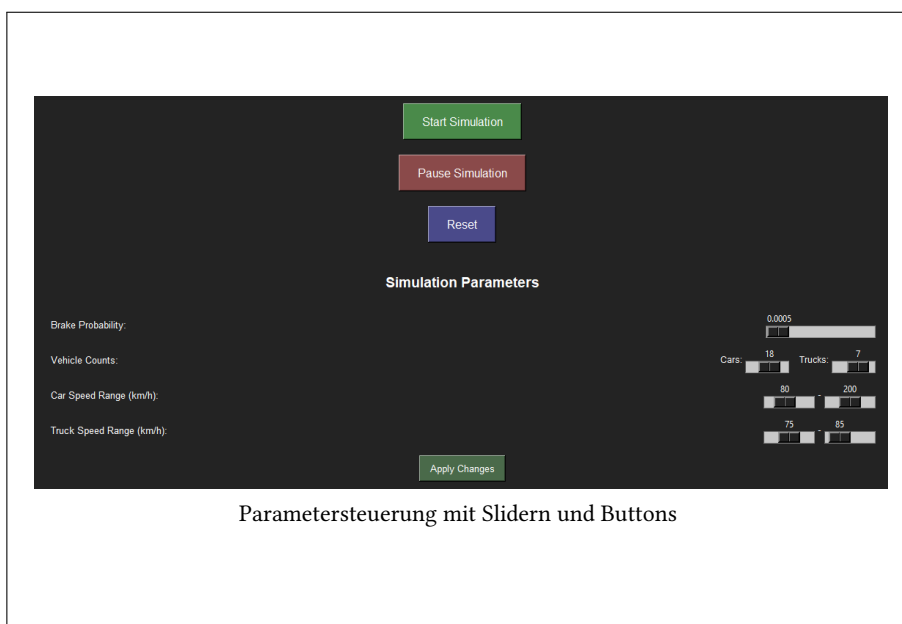 Start Simulation
Pause Simulation
Reset
Simulation Parameters
0.0005
Brake Probability:
18 7
Vehicle Counts: Cars: Trucks:
80 200
Car Speed Range (km/h): -
75 85
Truck Speed Range (km/h): -
Apply Changes
Parametersteuerung mit Slidern und Buttons